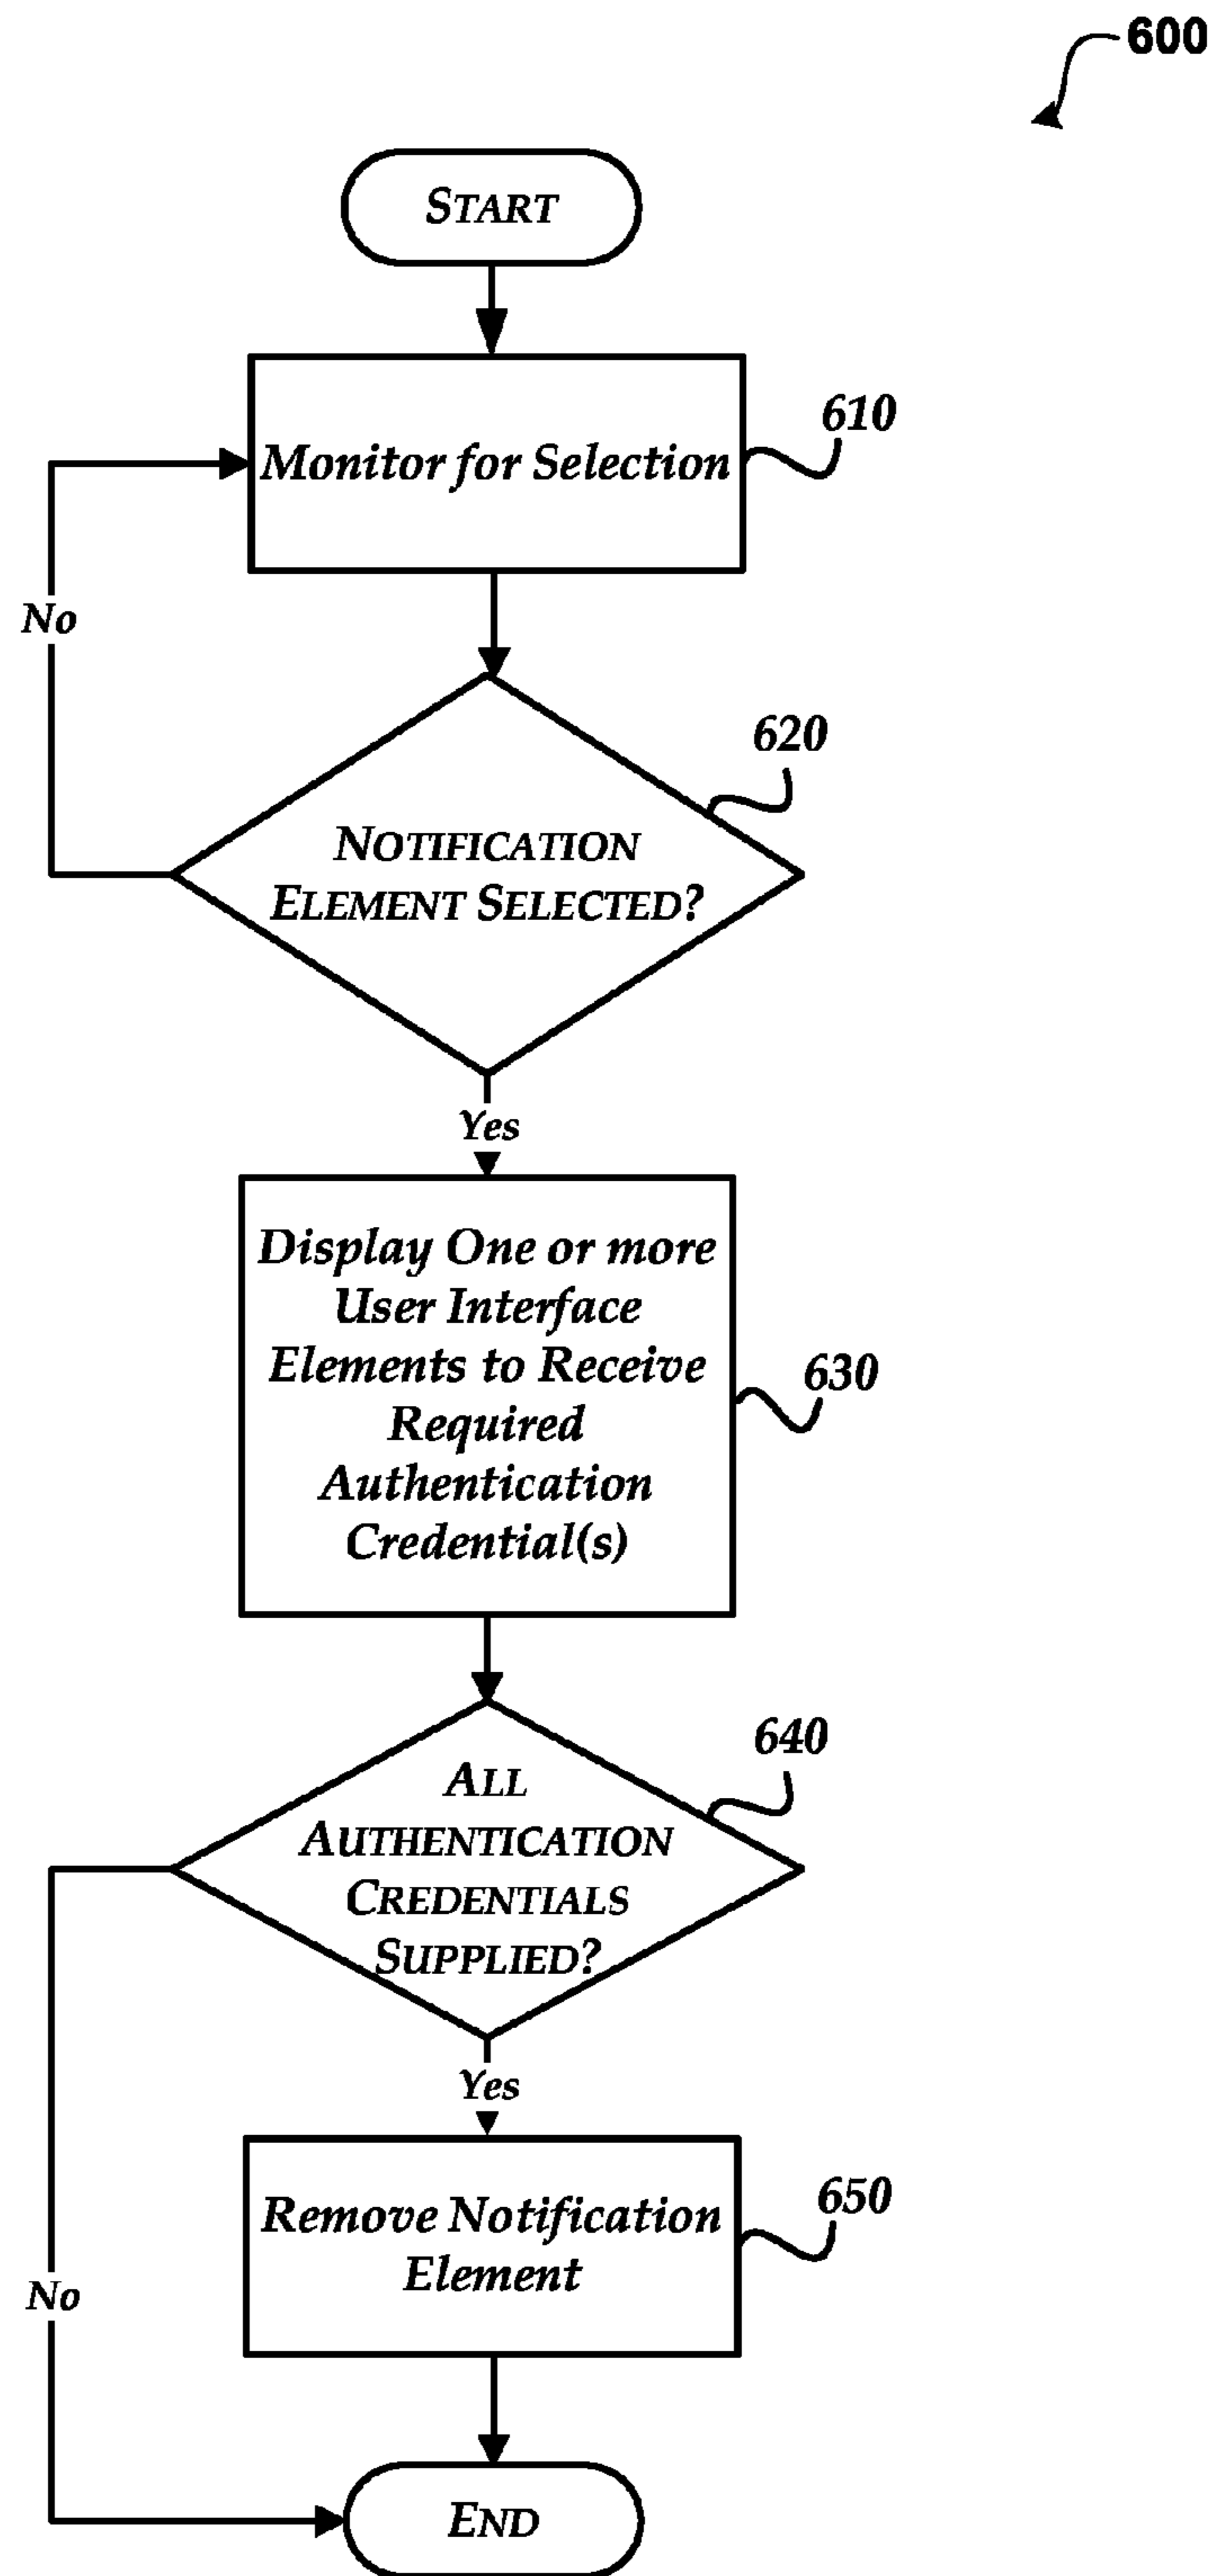 600
START
Monitor for Selection
610
No
620
NOTIFICATION
ELEMENT SELECTED?
Yes
Display One or more
User Interface
Elements to Receive
Required
Authentication
Credential(s)
630
640
ALL
AUTHENTICATION
CREDENTIALS
SUPPLIED?
Yes
Remove Notification
Element
650
No
END